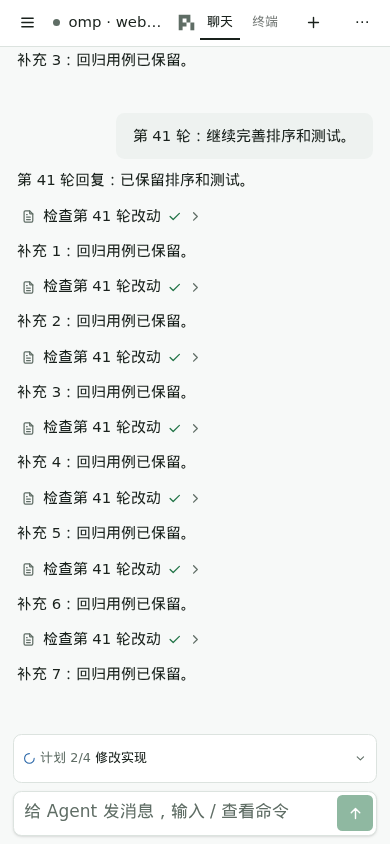 omp · web…
聊天
终端
补充 3：回归用例已保留。
第 41 轮：继续完善排序和测试。
第 41 轮回复：已保留排序和测试。
检查第 41 轮改动
补充 1：回归用例已保留。
检查第 41 轮改动
补充 2：回归用例已保留。
检查第 41 轮改动
补充 3：回归用例已保留。
检查第 41 轮改动
补充 4：回归用例已保留。
检查第 41 轮改动
补充 5：回归用例已保留。
检查第 41 轮改动
补充 6：回归用例已保留。
检查第 41 轮改动
补充 7：回归用例已保留。
计划 2/4 修改实现
给 Agent 发消息，输入 / 查看命令